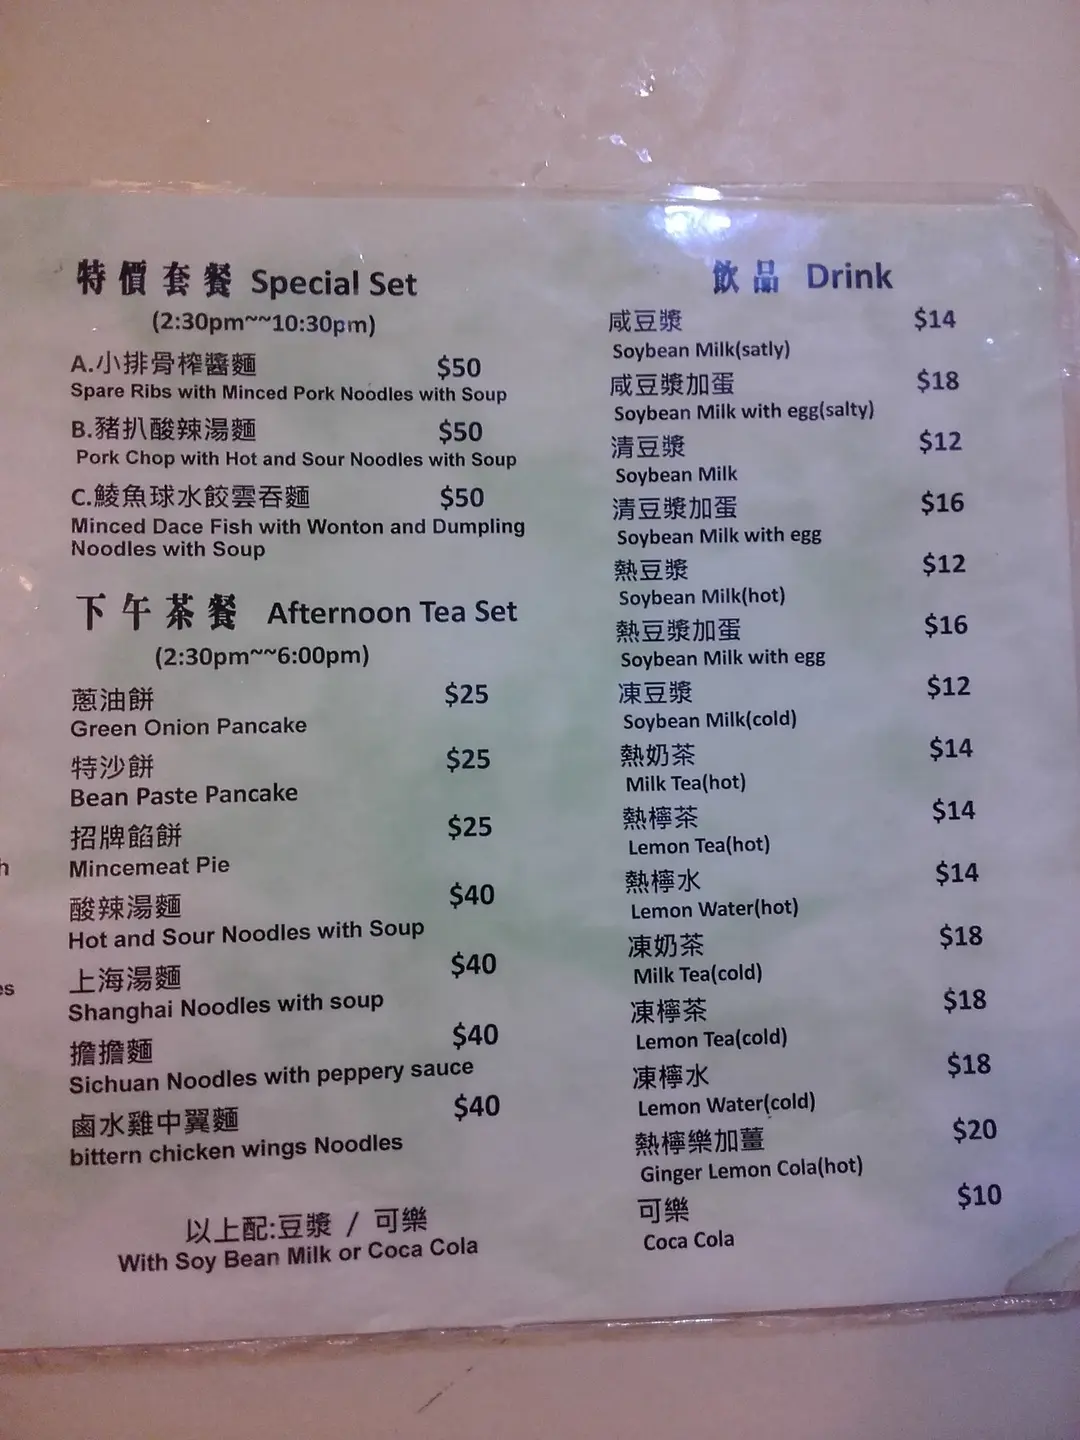 特價套餐 Special Set
(2:30pm~~10:30pm)
A.小排骨榨醬麵 $50
Spare Ribs with Minced Pork Noodles with Soup
B.豬扒酸辣湯麵 $50
Pork Chop with Hot and Sour Noodles with Soup
C.鯪魚球水餃雲吞麵 $50
Minced Dace Fish with Wonton and Dumpling
Noodles with Soup
下午茶餐 Afternoon Tea Set
(2:30pm~~6:00pm)
蔥油餅 $25
Green Onion Pancake
特沙餅 $25
Bean Paste Pancake
招牌餡餅 $25
Mincemeat Pie
酸辣湯麵 $40
Hot and Sour Noodles with Soup
上海湯麵 $40
Shanghai Noodles with soup
擔擔麵 $40
Sichuan Noodles with peppery sauce
鹵水雞中翼麵 $40
bittern chicken wings Noodles
以上配:豆漿 / 可樂
With Soy Bean Milk or Coca Cola
飲品 Drink
咸豆漿 $14
Soybean Milk(satly)
咸豆漿加蛋 $18
Soybean Milk with egg(salty)
清豆漿 $12
Soybean Milk
清豆漿加蛋 $16
Soybean Milk with egg
熱豆漿 $12
Soybean Milk(hot)
熱豆漿加蛋 $16
Soybean Milk with egg
凍豆漿 $12
Soybean Milk(cold)
熱奶茶 $14
Milk Tea(hot)
熱檸茶 $14
Lemon Tea(hot)
熱檸水 $14
Lemon Water(hot)
凍奶茶 $18
Milk Tea(cold)
凍檸茶 $18
Lemon Tea(cold)
凍檸水 $18
Lemon Water(cold)
熱檸樂加薑 $20
Ginger Lemon Cola(hot)
可樂 $10
Coca Cola